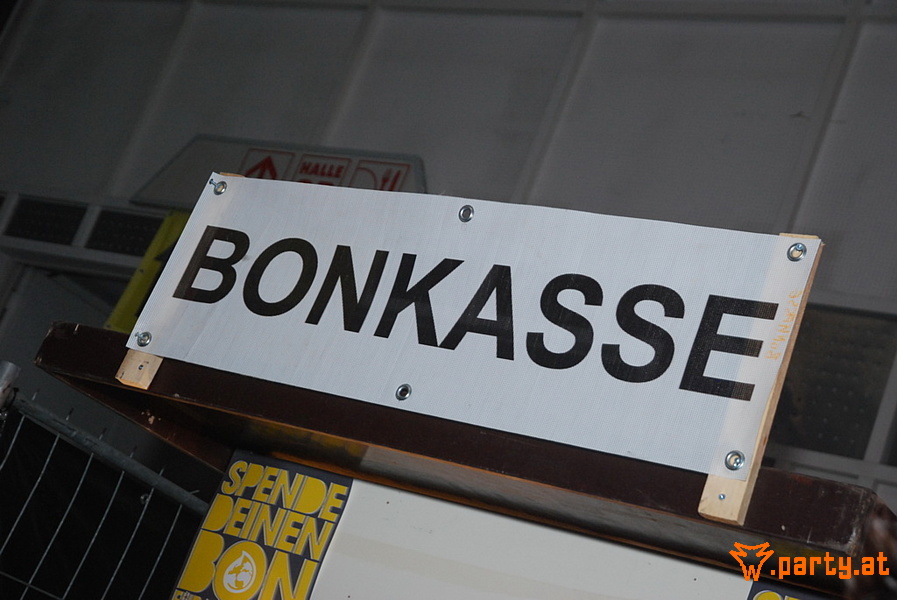 HALLE
BONKASSE
SPENDE
DEINEN
BON
.party.at